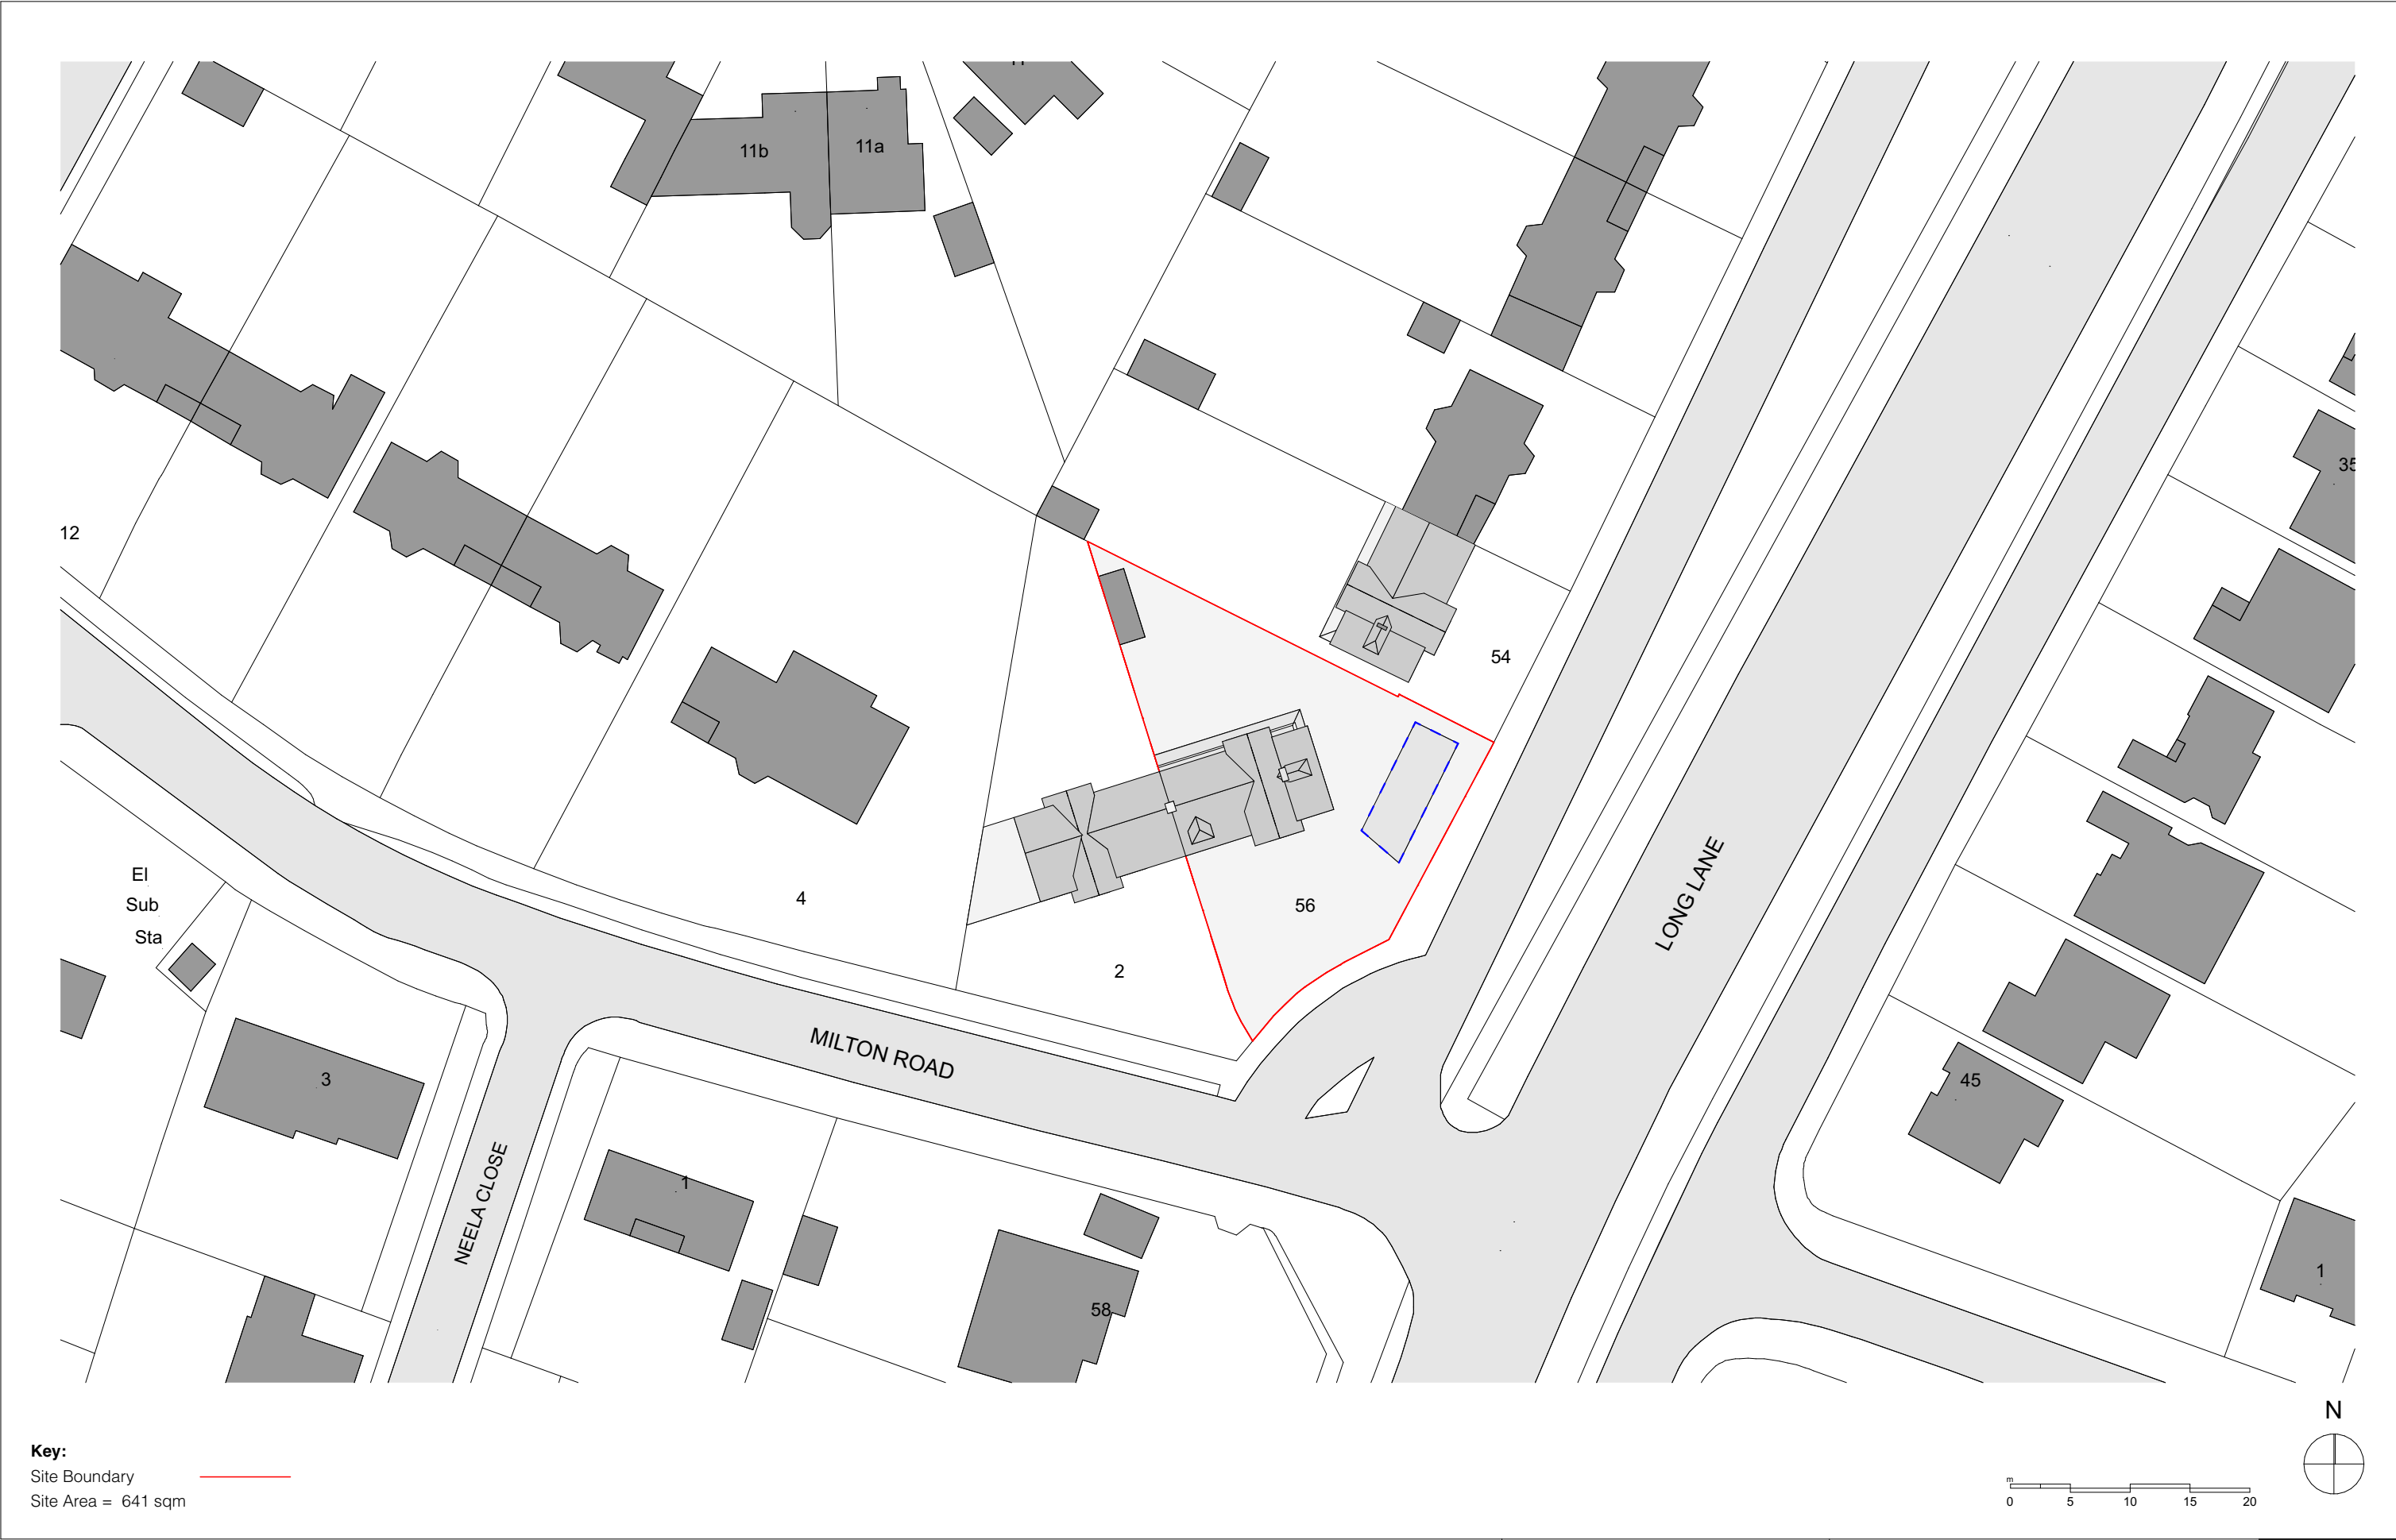 11b
11a
35
12
54
El
Sub
Sta
4
56
2
LONG LANE
MILTON ROAD
3
45
NEELA CLOSE
1
58
1
N
Key:
Site Boundary
Site Area = 641 sqm
m
0 5 10 15 20